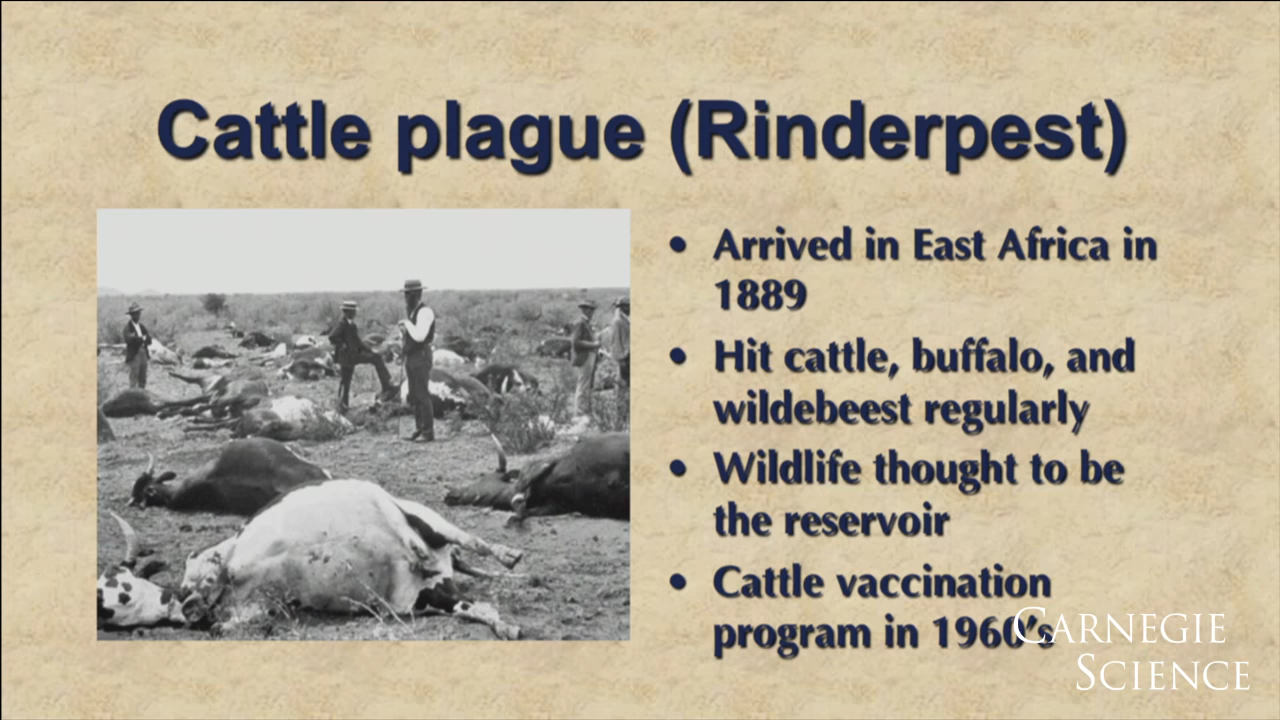 Cattle plague (Rinderpest)
• Arrived in East Africa in
1889
• Hit cattle, buffalo, and
wildebeest regularly
• Wildlife thought to be
the reservoir
• Cattle vaccination
program in 1960's
CARNEGIE
SCIENCE